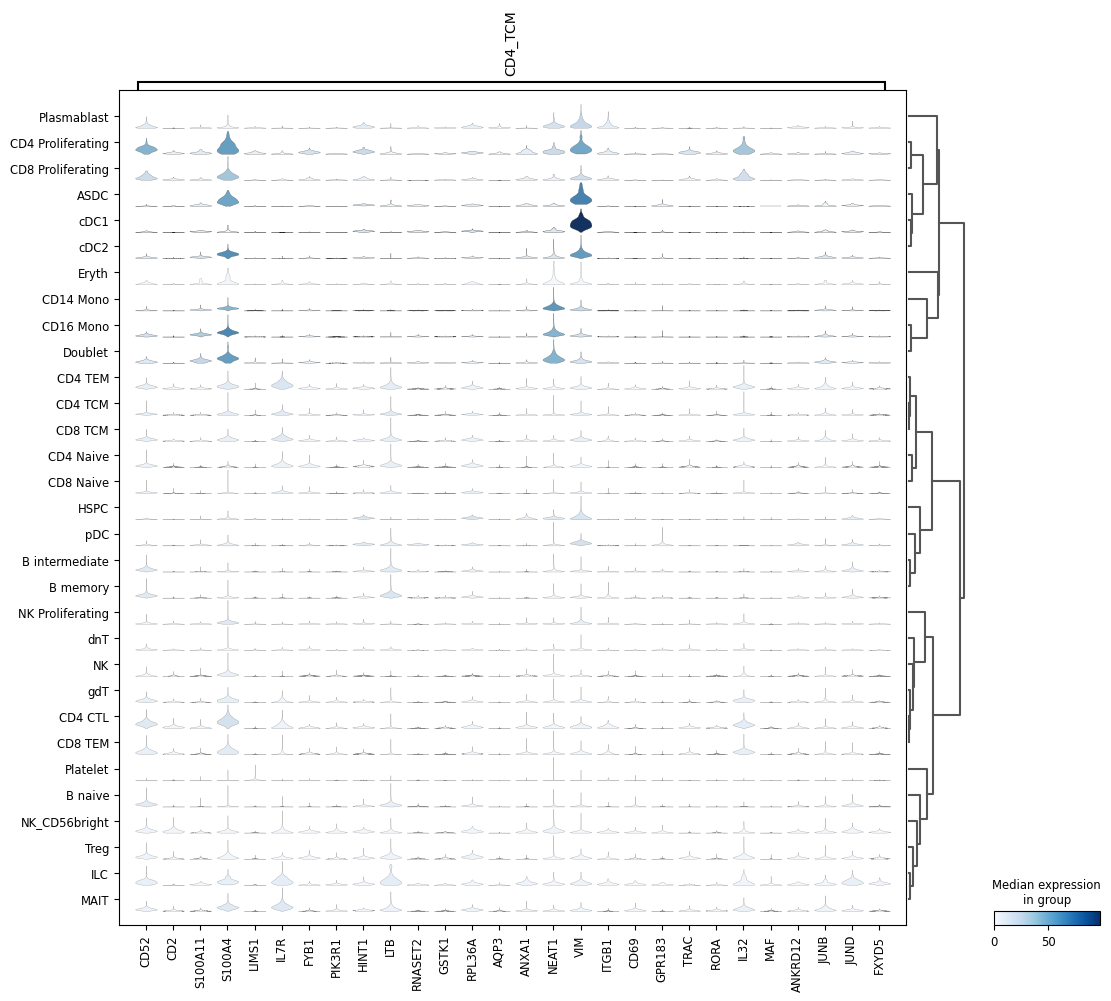 CD4_TCM
Plasmablast
CD4 Proliferating
CD8 Proliferating
ASDC
cDC1
cDC2
Eryth
CD14 Mono
CD16 Mono
Doublet
CD4 TEM
CD4 TCM
CD8 TCM
CD4 Naive
CD8 Naive
HSPC
pDC
B intermediate
B memory
NK Proliferating
dnT
NK
gdT
CD4 CTL
CD8 TEM
Platelet
B naive
NK_CD56bright
Treg
ILC
MAIT
CD52
CD2
S100A11
S100A4
LIMS1
IL7R
FYB1
PIK3R1
HINT1
LTB
RNASET2
GSTK1
RPL36A
AQP3
ANXA1
NEAT1
VIM
ITGB1
CD69
GPR183
TRAC
RORA
IL32
MAF
ANKRD12
JUNB
JUND
FXYD5
Median expression
in group
0 50